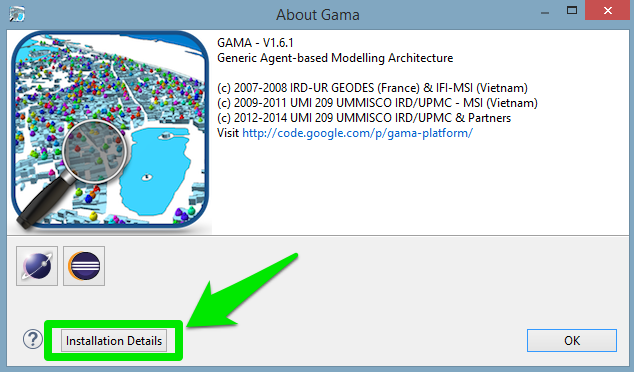 About Gama
GAMA - V1.6.1
Generic Agent-based Modelling Architecture
(c) 2007-2008 IRD-UR GEODES (France) & IFI-MSI (Vietnam)
(c) 2009-2011 UMI 209 UMMISCO IRD/UPMC - MSI (Vietnam)
(c) 2012-2014 UMI 209 UMMISCO IRD/UPMC & Partners
Visit http://code.google.com/p/gama-platform/
?
Installation Details
OK